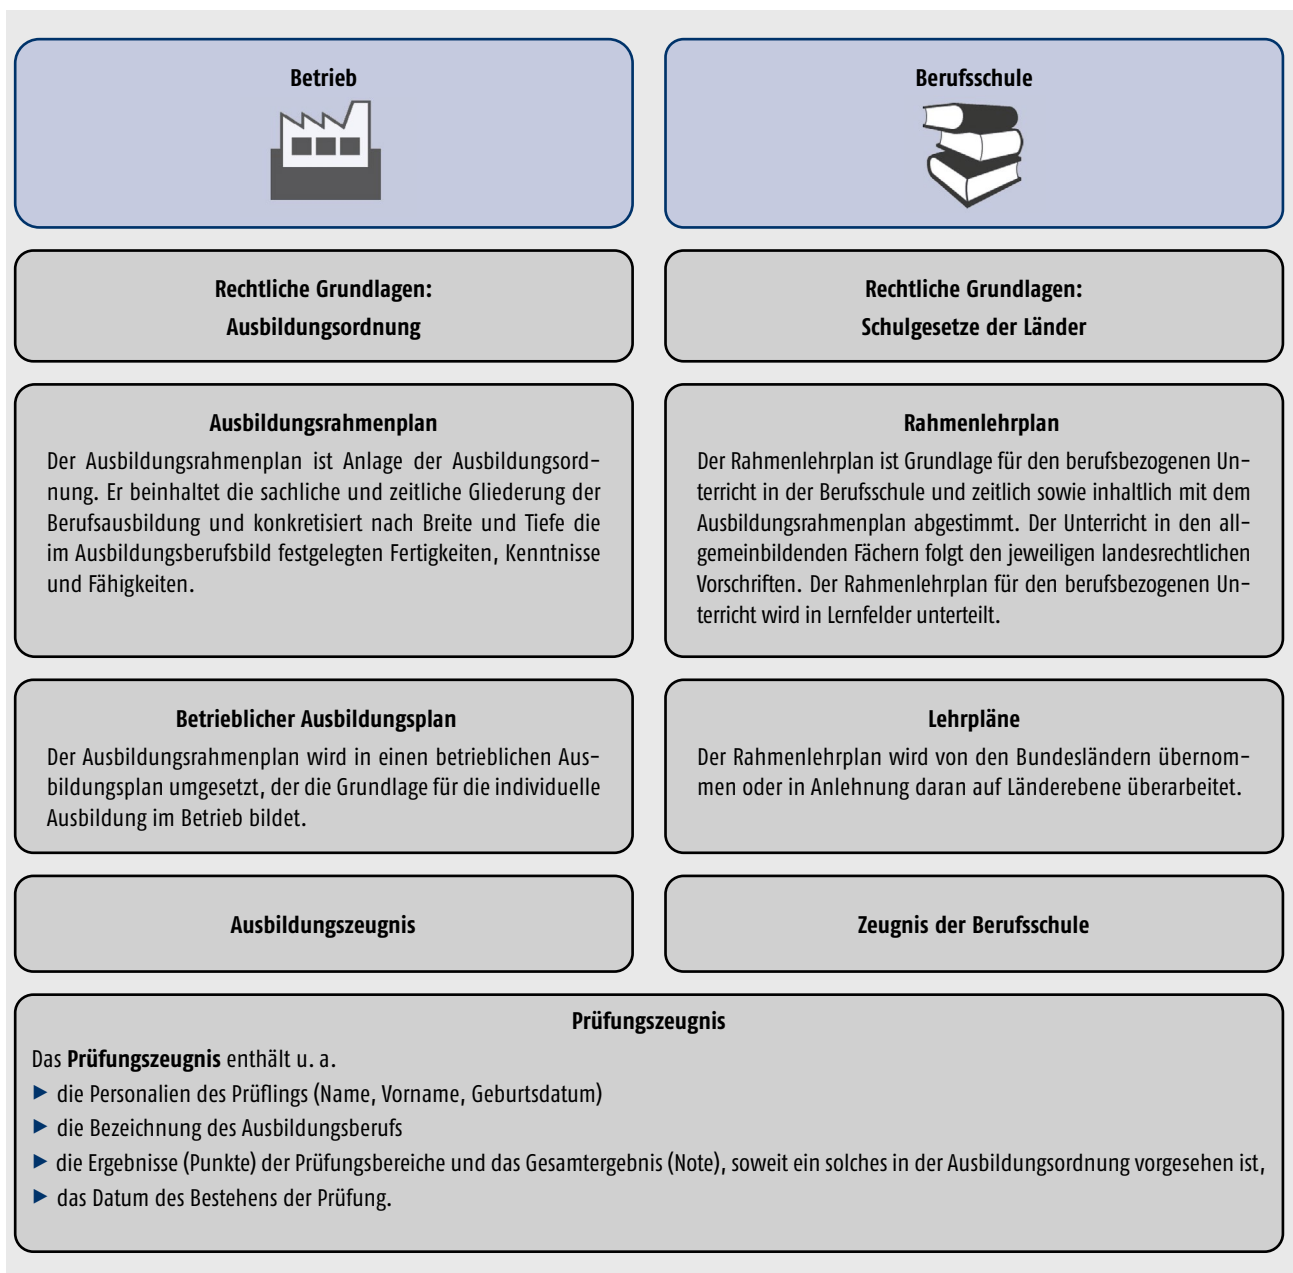 Betrieb
Berufsschule
Rechtliche Grundlagen:
Ausbildungsordnung
Rechtliche Grundlagen:
Schulgesetze der Länder
Ausbildungsrahmenplan
Der Ausbildungsrahmenplan ist Anlage der Ausbildungsord-
nung. Er beinhaltet die sachliche und zeitliche Gliederung der
Berufsausbildung und konkretisiert nach Breite und Tiefe die
im Ausbildungsberufsbild festgelegten Fertigkeiten, Kenntnisse
und Fähigkeiten.
Rahmenlehrplan
Der Rahmenlehrplan ist Grundlage für den berufsbezogenen Un-
terricht in der Berufsschule und zeitlich sowie inhaltlich mit dem
Ausbildungsrahmenplan abgestimmt. Der Unterricht in den all-
gemeinbildenden Fächern folgt den jeweiligen landesrechtlichen
Vorschriften. Der Rahmenlehrplan für den berufsbezogenen Un-
terricht wird in Lernfelder unterteilt.
Betrieblicher Ausbildungsplan
Der Ausbildungsrahmenplan wird in einen betrieblichen Aus-
bildungsplan umgesetzt, der die Grundlage für die individuelle
Ausbildung im Betrieb bildet.
Lehrpläne
Der Rahmenlehrplan wird von den Bundesländern übernom-
men oder in Anlehnung daran auf Länderebene überarbeitet.
Ausbildungszeugnis
Zeugnis der Berufsschule
Prüfungszeugnis
Das Prüfungszeugnis enthält u. a.
▶ die Personalien des Prüflings (Name, Vorname, Geburtsdatum)
▶ die Bezeichnung des Ausbildungsberufs
▶ die Ergebnisse (Punkte) der Prüfungsbereiche und das Gesamtergebnis (Note), soweit ein solches in der Ausbildungsordnung vorgesehen ist,
▶ das Datum des Bestehens der Prüfung.